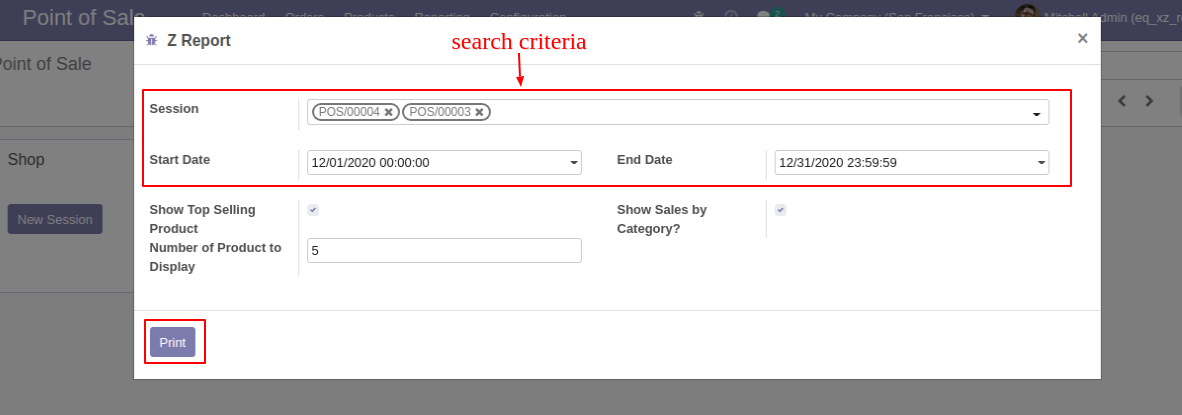 Point of Sale Dashboard Orders Products Reporting Configuration 2 My Company (San Francisco) Mitchell Admin (eq_xz_r
Z Report
search criteria
×
Point of Sale
Session
POS/00004 ✖ POS/00003 ✖
Start Date
12/01/2020 00:00:00
End Date
12/31/2020 23:59:59
Shop
New Session
Show Top Selling
Product
Show Sales by
Category?
Number of Product to
Display
5
Print